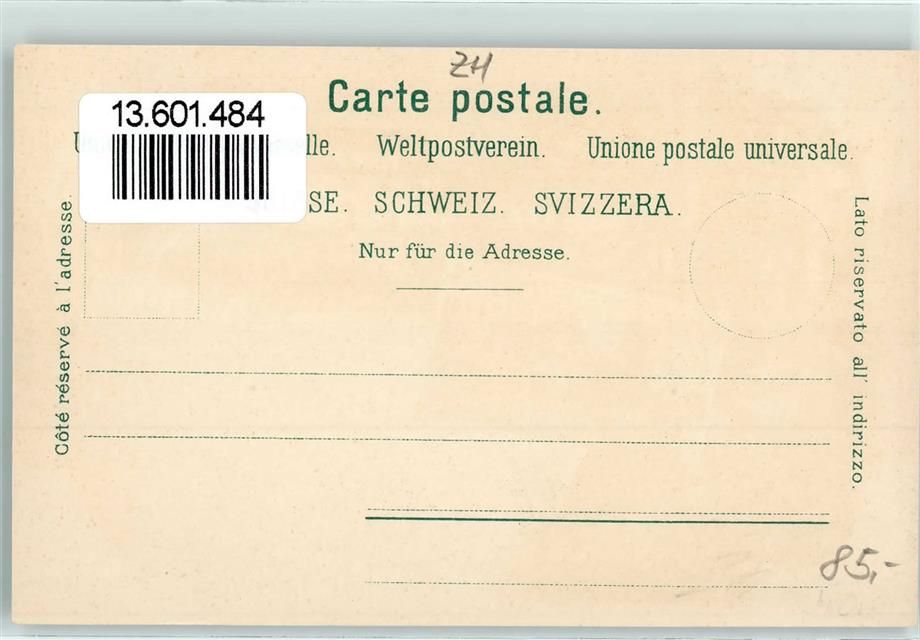 ZH
Carte postale.
13.601.484
lle. Weltpostverein. Unione postale universale.
SE. SCHWEIZ. SVIZZERA.
Nur für die Adresse.
Côté réservé à l'adresse.
Lato riservato all' indirizzo.
85,-